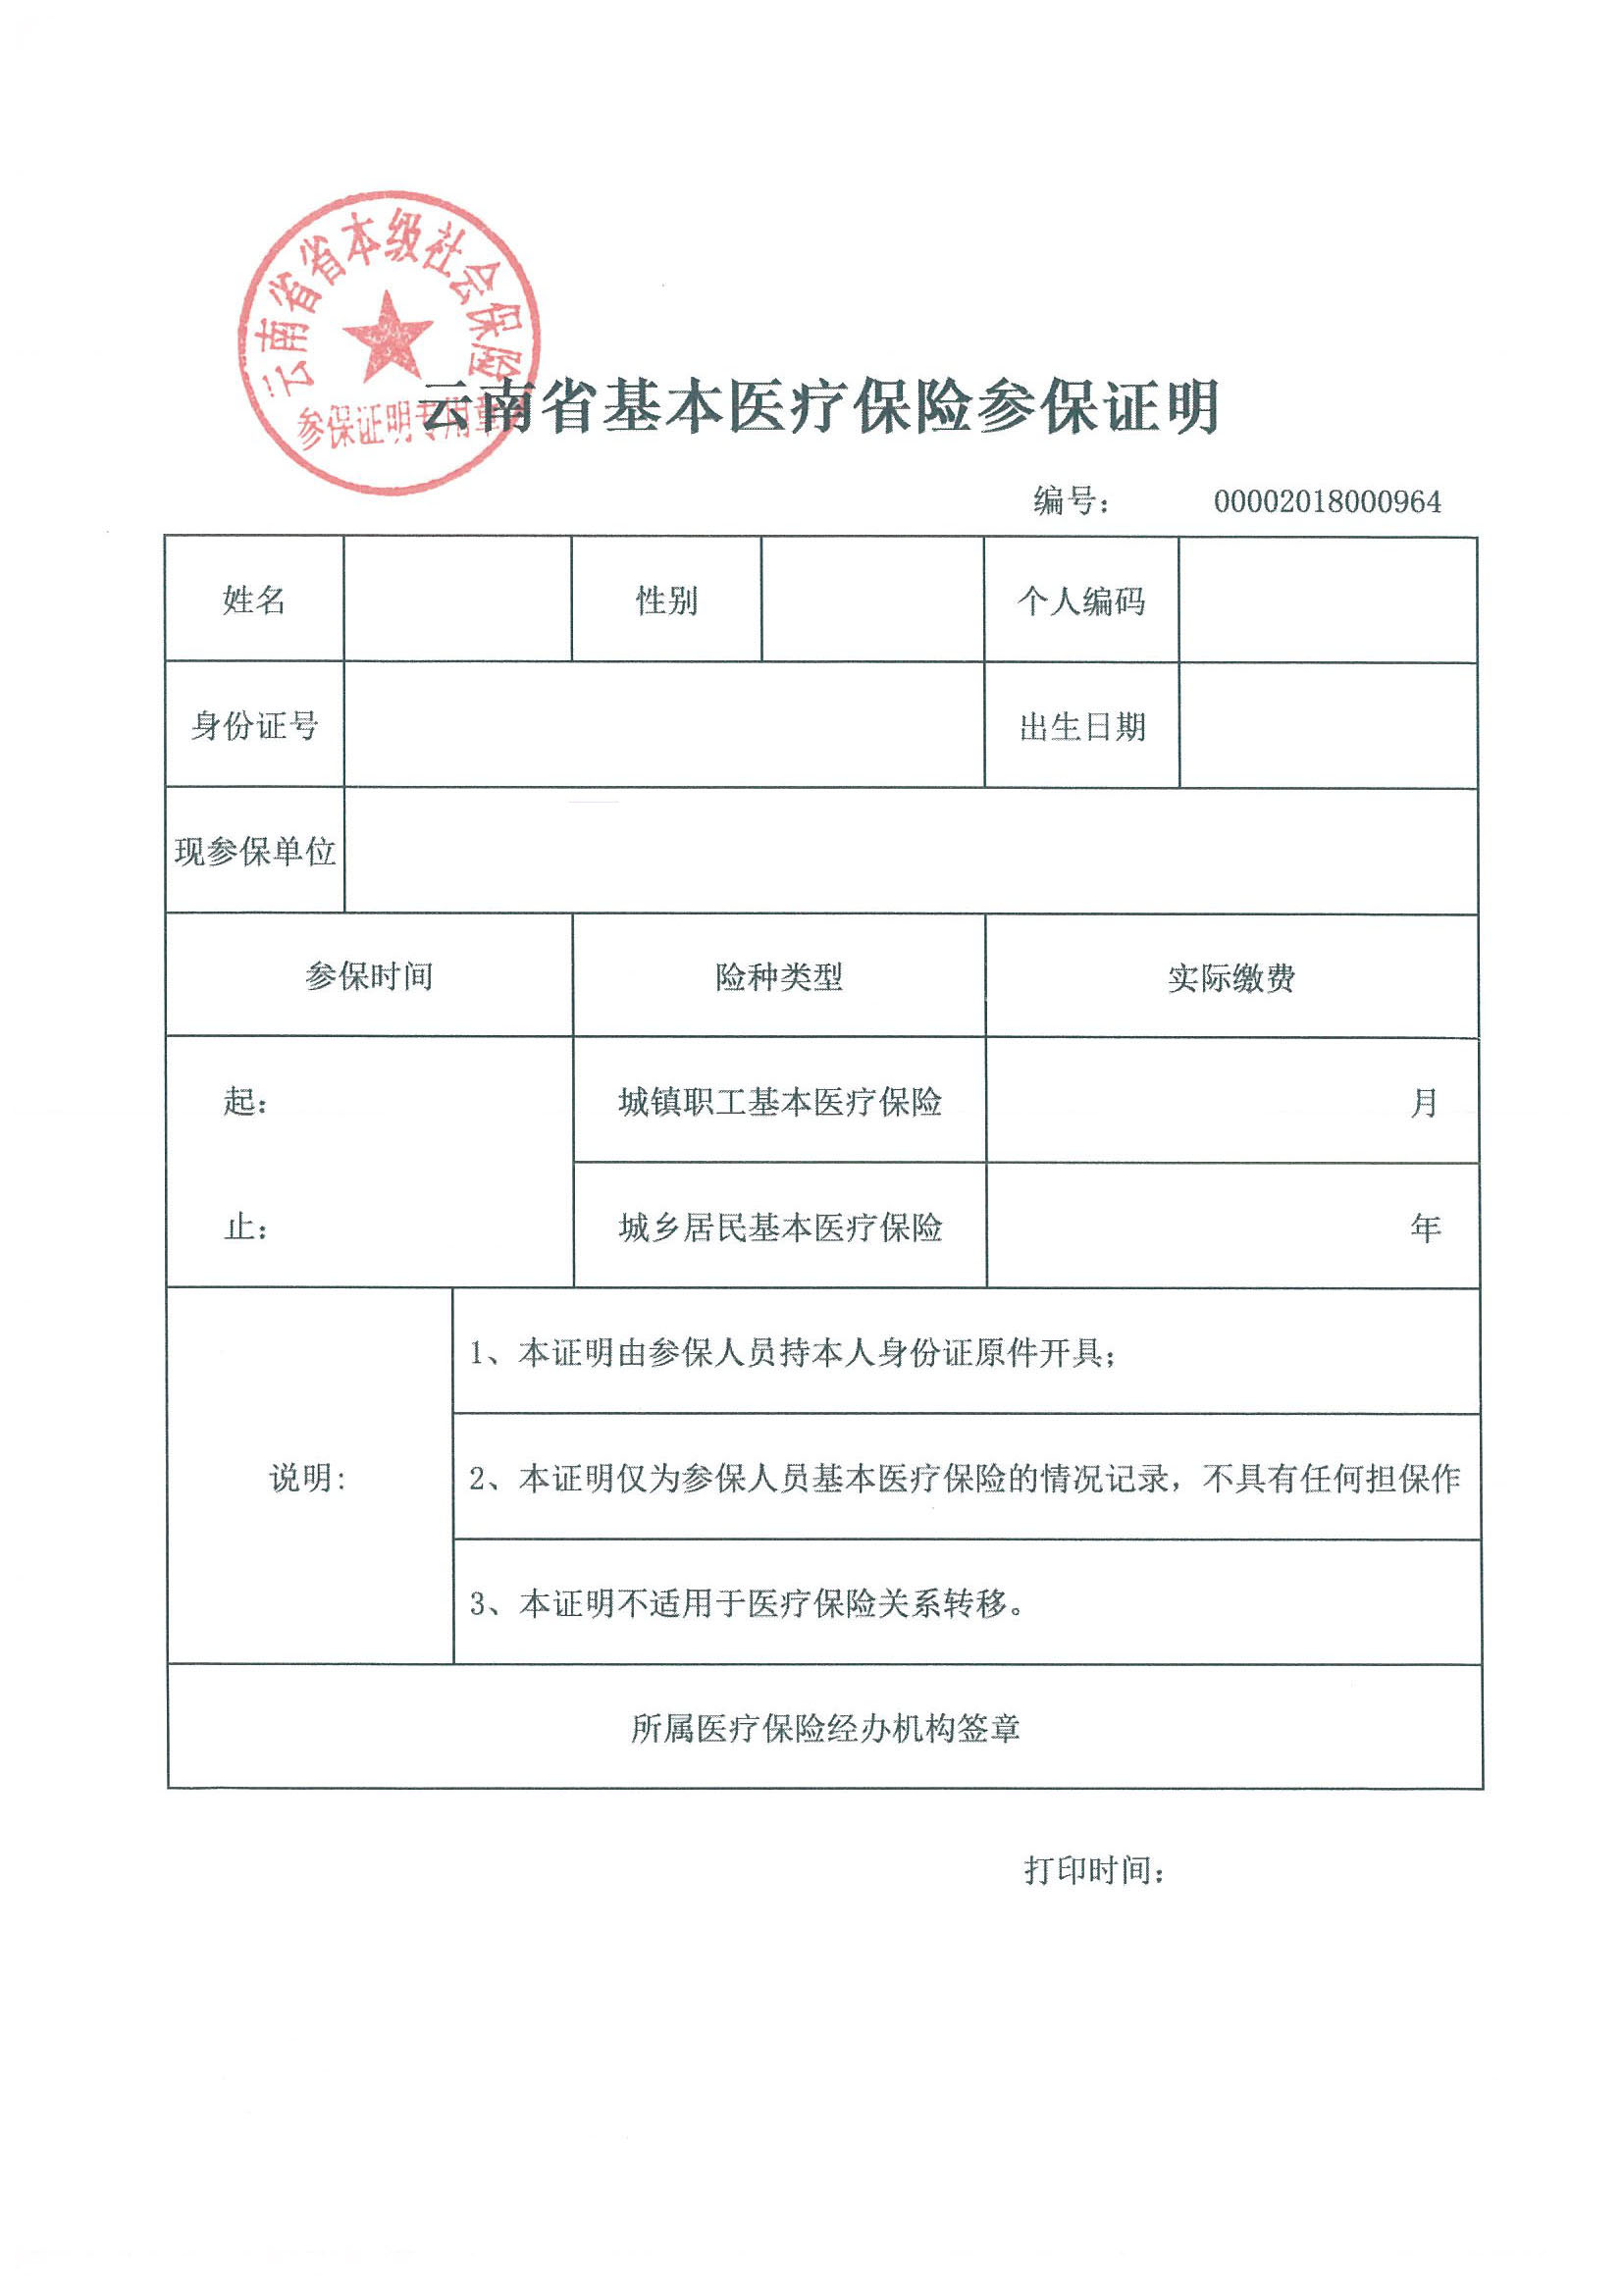 云南省省本级社会保险
参保证明专用章
云南省基本医疗保险参保证明
编号： 00002018000964
姓名 性别 个人编码
身份证号 出生日期
现参保单位
参保时间 险种类型 实际缴费
起： 城镇职工基本医疗保险 月
止： 城乡居民基本医疗保险 年
1、本证明由参保人员持本人身份证原件开具；
说明： 2、本证明仅为参保人员基本医疗保险的情况记录，不具有任何担保作
3、本证明不适用于医疗保险关系转移。
所属医疗保险经办机构签章
打印时间：